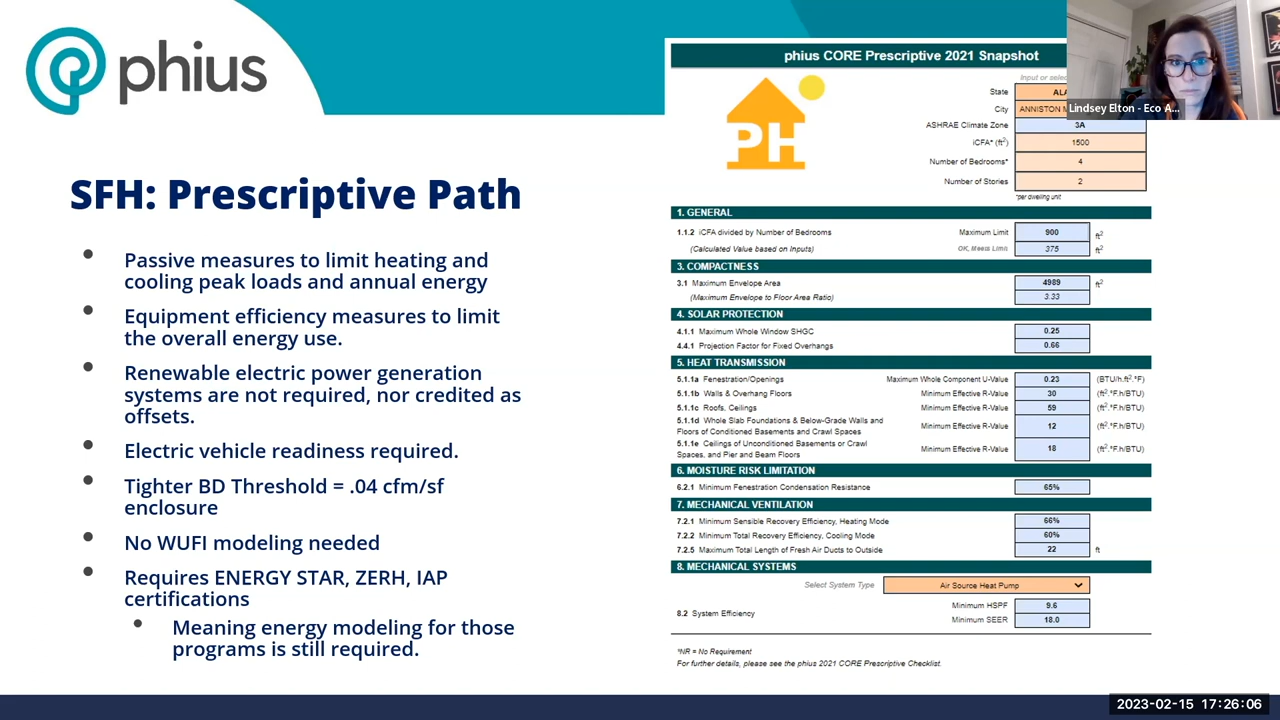 phius
SFH: Prescriptive Path
Passive measures to limit heating and
cooling peak loads and annual energy
Equipment efficiency measures to limit
the overall energy use.
Renewable electric power generation
systems are not required, nor credited as
offsets.
Electric vehicle readiness required.
Tighter BD Threshold = .04 cfm/sf
enclosure
No WUFI modeling needed
Requires ENERGY STAR, ZERH, IAP
certifications
Meaning energy modeling for those
programs is still required.
phius CORE Prescriptive 2021 Snapshot
PH
Input or
State
City ANNISTON
ASHRAE Climate Zone 3A
iCFA* (ft²) 1500
Number of Bedrooms* 4
Number of Stories 2
*per dwelling unit
1. GENERAL
1.1.2 iCFA divided by Number of Bedrooms Maximum Limit 900 ft²
(Calculated Value based on Inputs) OK, Meets Limit 375 ft²
3. COMPACTNESS
3.1 Maximum Envelope Area 4989 ft²
(Maximum Envelope to Floor Area Ratio) 3.33
4. SOLAR PROTECTION
4.1.1 Maximum Whole Window SHGC 0.25
4.4.1 Projection Factor for Fixed Overhangs 0.66
5. HEAT TRANSMISSION
5.1.1a Fenestration/Openings Maximum Whole Component U-Value 0.23 (BTU/h.ft².°F)
5.1.1b Walls & Overhang Floors Minimum Effective R-Value 30 (ft².°F.h/BTU)
5.1.1c Roofs, Ceilings Minimum Effective R-Value 59 (ft².°F.h/BTU)
5.1.1d Whole Slab Foundations & Below-Grade Walls and
Floors of Conditioned Basements and Crawl Spaces Minimum Effective R-Value 12 (ft².°F.h/BTU)
5.1.1e Ceilings of Unconditioned Basements or Crawl
Spaces, and Pier and Beam Floors Minimum Effective R-Value 18 (ft².°F.h/BTU)
6. MOISTURE RISK LIMITATION
6.2.1 Minimum Fenestration Condensation Resistance 65%
7. MECHANICAL VENTILATION
7.2.1 Minimum Sensible Recovery Efficiency, Heating Mode 66%
7.2.2 Minimum Total Recovery Efficiency, Cooling Mode 60%
7.2.5 Maximum Total Length of Fresh Air Ducts to Outside 22 ft
8. MECHANICAL SYSTEMS
Select System Type Air Source Heat Pump
8.2 System Efficiency Minimum HSPF 9.6
Minimum SEER 18.0
*NR = No Requirement
For further details, please see the phius 2021 CORE Prescriptive Checklist.
Lindsey Elton - Eco A...
2023-02-15 17:26:06